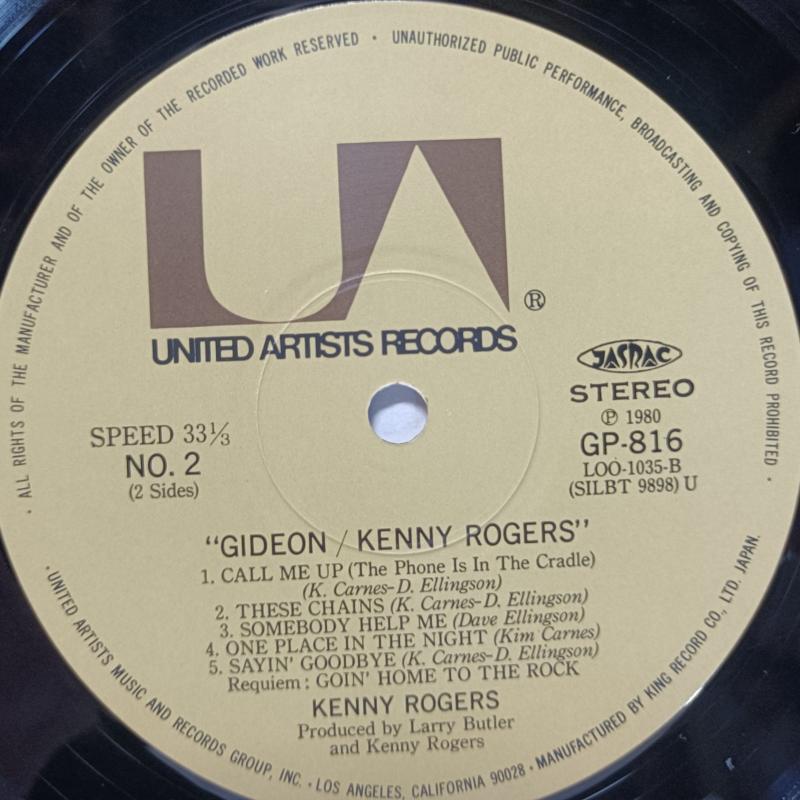 · ALL RIGHTS OF THE MANUFACTURER AND OF THE OWNER OF THE RECORDED WORK RESERVED · UNAUTHORIZED PUBLIC PERFORMANCE, BROADCASTING AND COPYING OF THIS RECORD PROHIBITED ·
UA
®
UNITED ARTISTS RECORDS
JASRAC
STEREO
℗ 1980
SPEED 33⅓
GP-816
NO. 2
LOO-1035-B
(2 Sides)
(SILBT 9898) U
“GIDEON / KENNY ROGERS”
1. CALL ME UP (The Phone Is In The Cradle)
(K. Carnes-D. Ellingson)
2. THESE CHAINS (K. Carnes-D. Ellingson)
3. SOMEBODY HELP ME (Dave Ellingson)
4. ONE PLACE IN THE NIGHT (Kim Carnes)
5. SAYIN' GOODBYE (K. Carnes-D. Ellingson)
Requiem : GOIN' HOME TO THE ROCK
KENNY ROGERS
Produced by Larry Butler
and Kenny Rogers
· UNITED ARTISTS MUSIC AND RECORDS GROUP, INC. · LOS ANGELES, CALIFORNIA 90028 · MANUFACTURED BY KING RECORD CO., LTD. JAPAN.